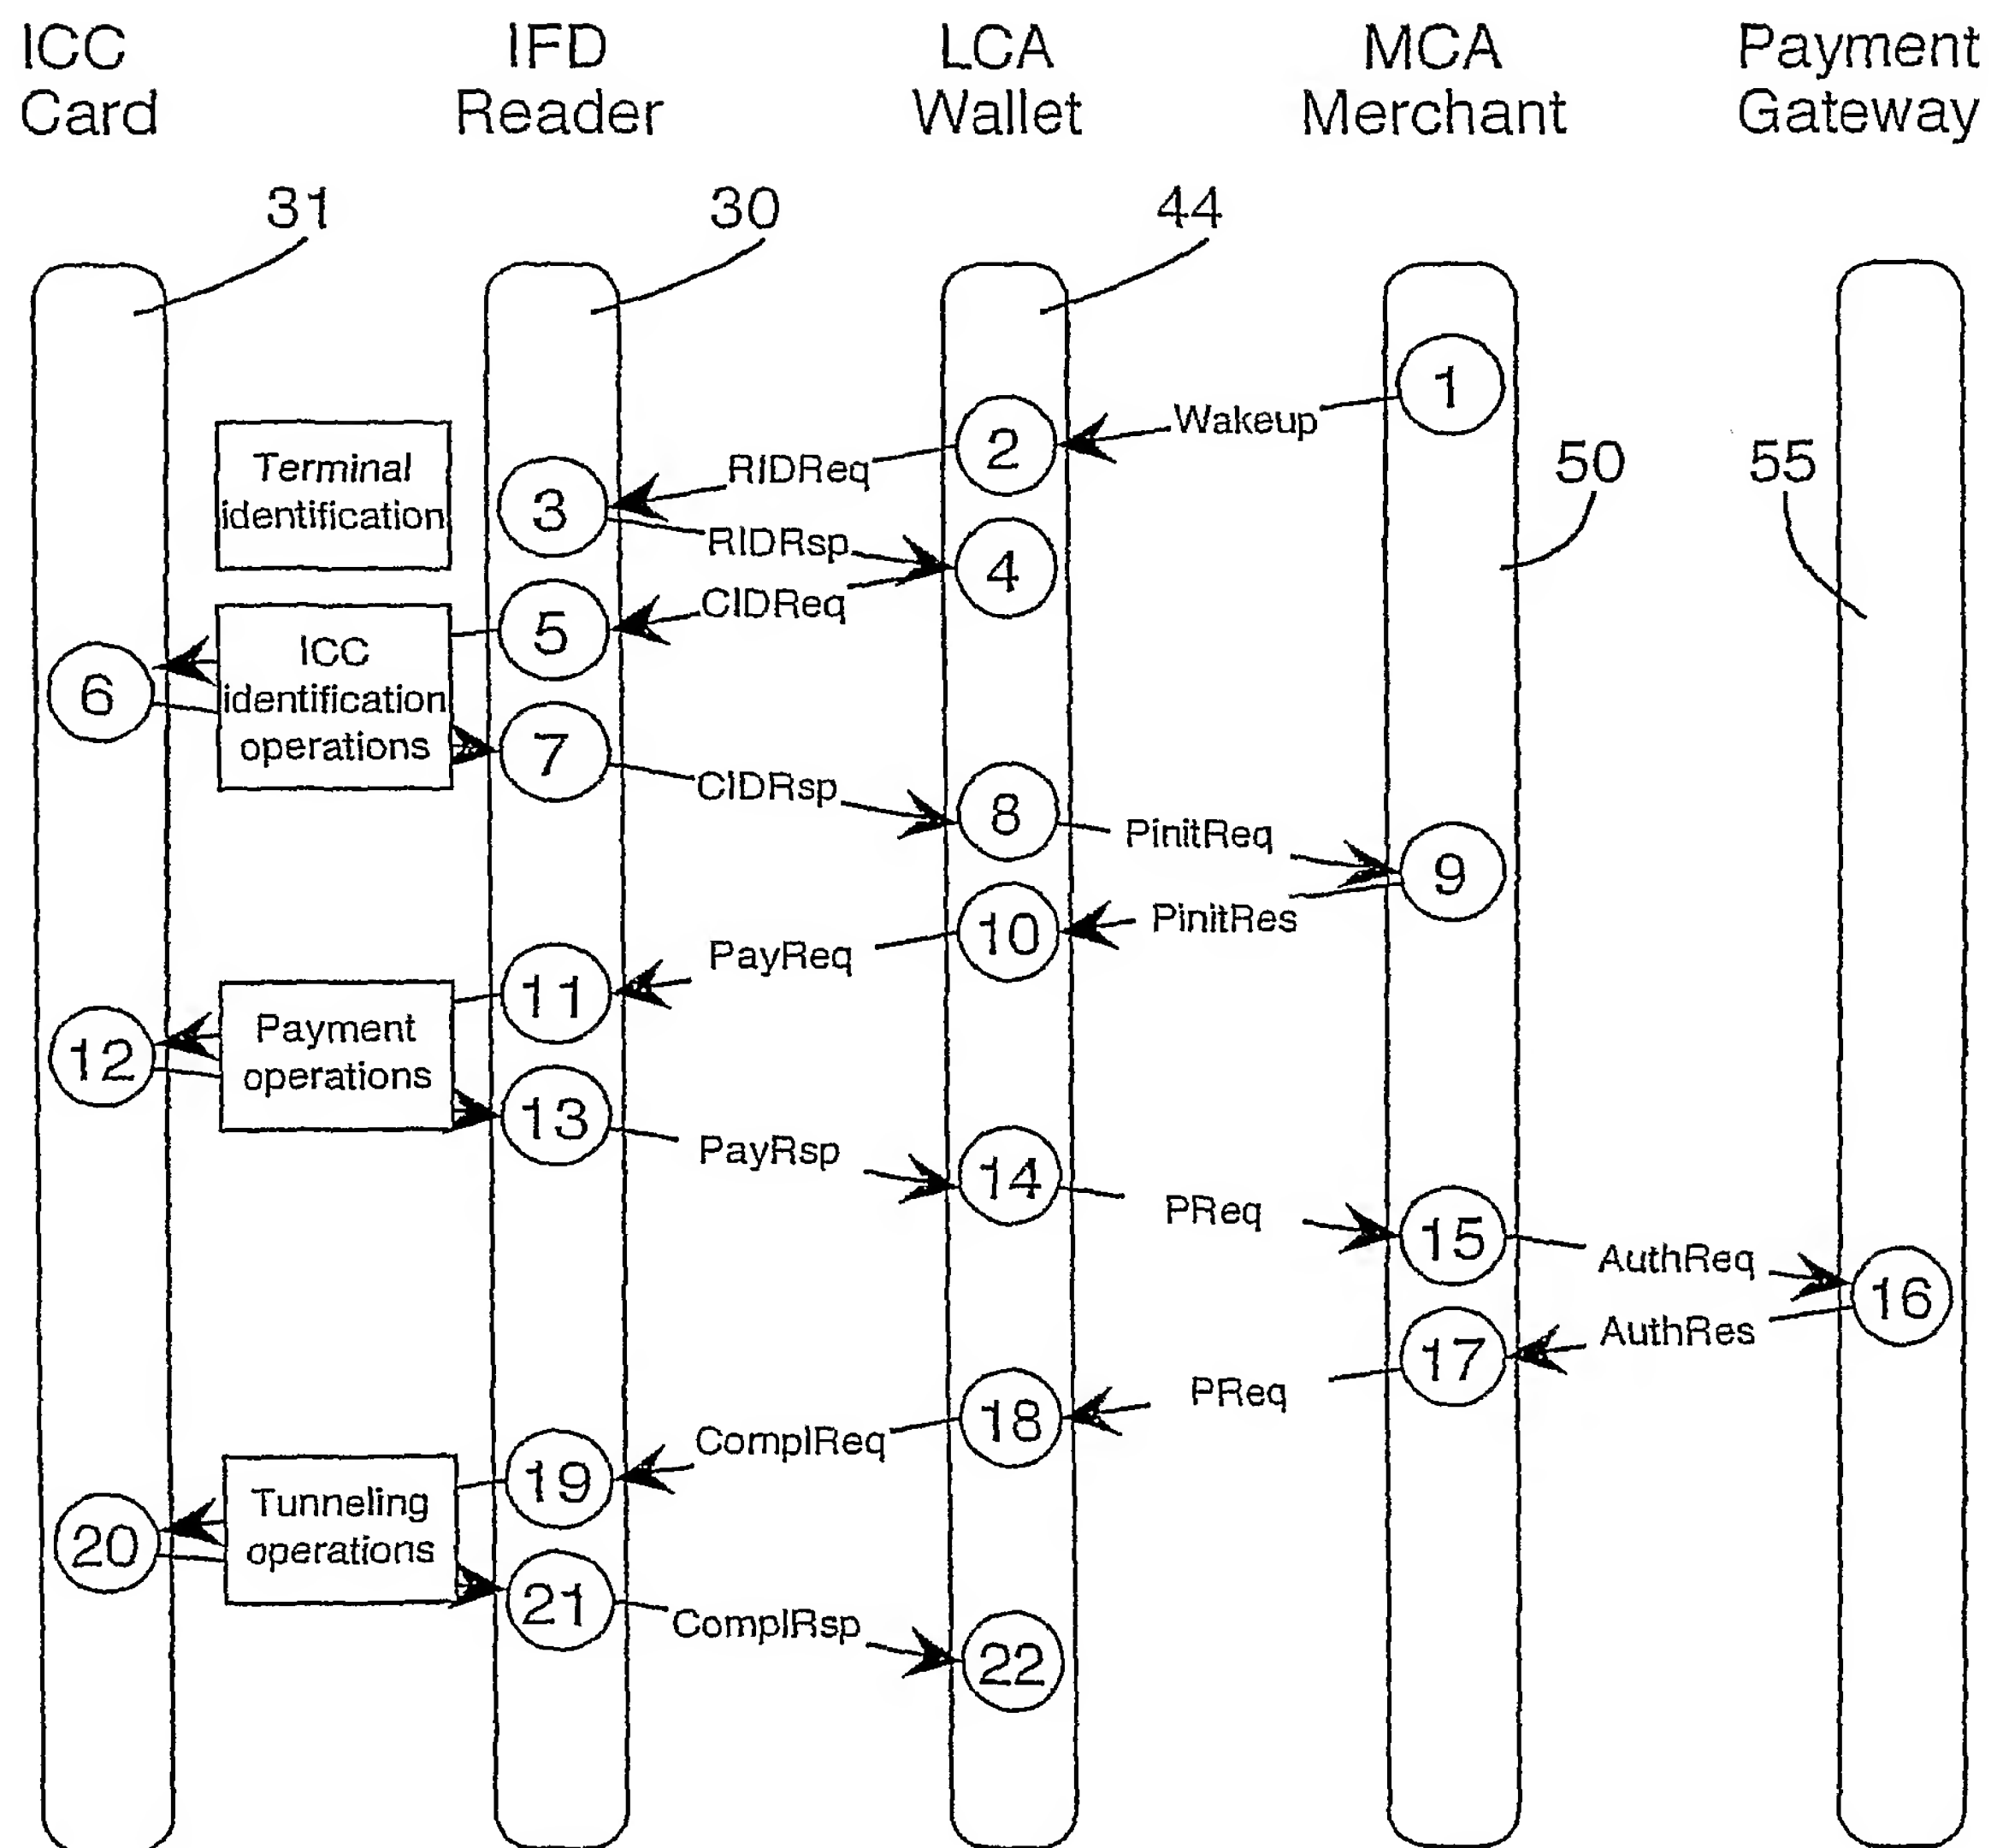 ICC
Card
IFD
Reader
LCA
Wallet
MCA
Merchant
Payment
Gateway
31
30
44
50
55
1
Wakeup
2
RIDReq
Terminal
identification
3
RIDRsp
4
CIDReq
5
ICC
identification
operations
6
7
CIDRsp
8
PinitReq
9
PinitRes
10
PayReq
11
Payment
operations
12
13
PayRsp
14
PReq
15
AuthReq
16
AuthRes
17
PReq
18
ComplReq
19
Tunneling
operations
20
21
ComplRsp
22